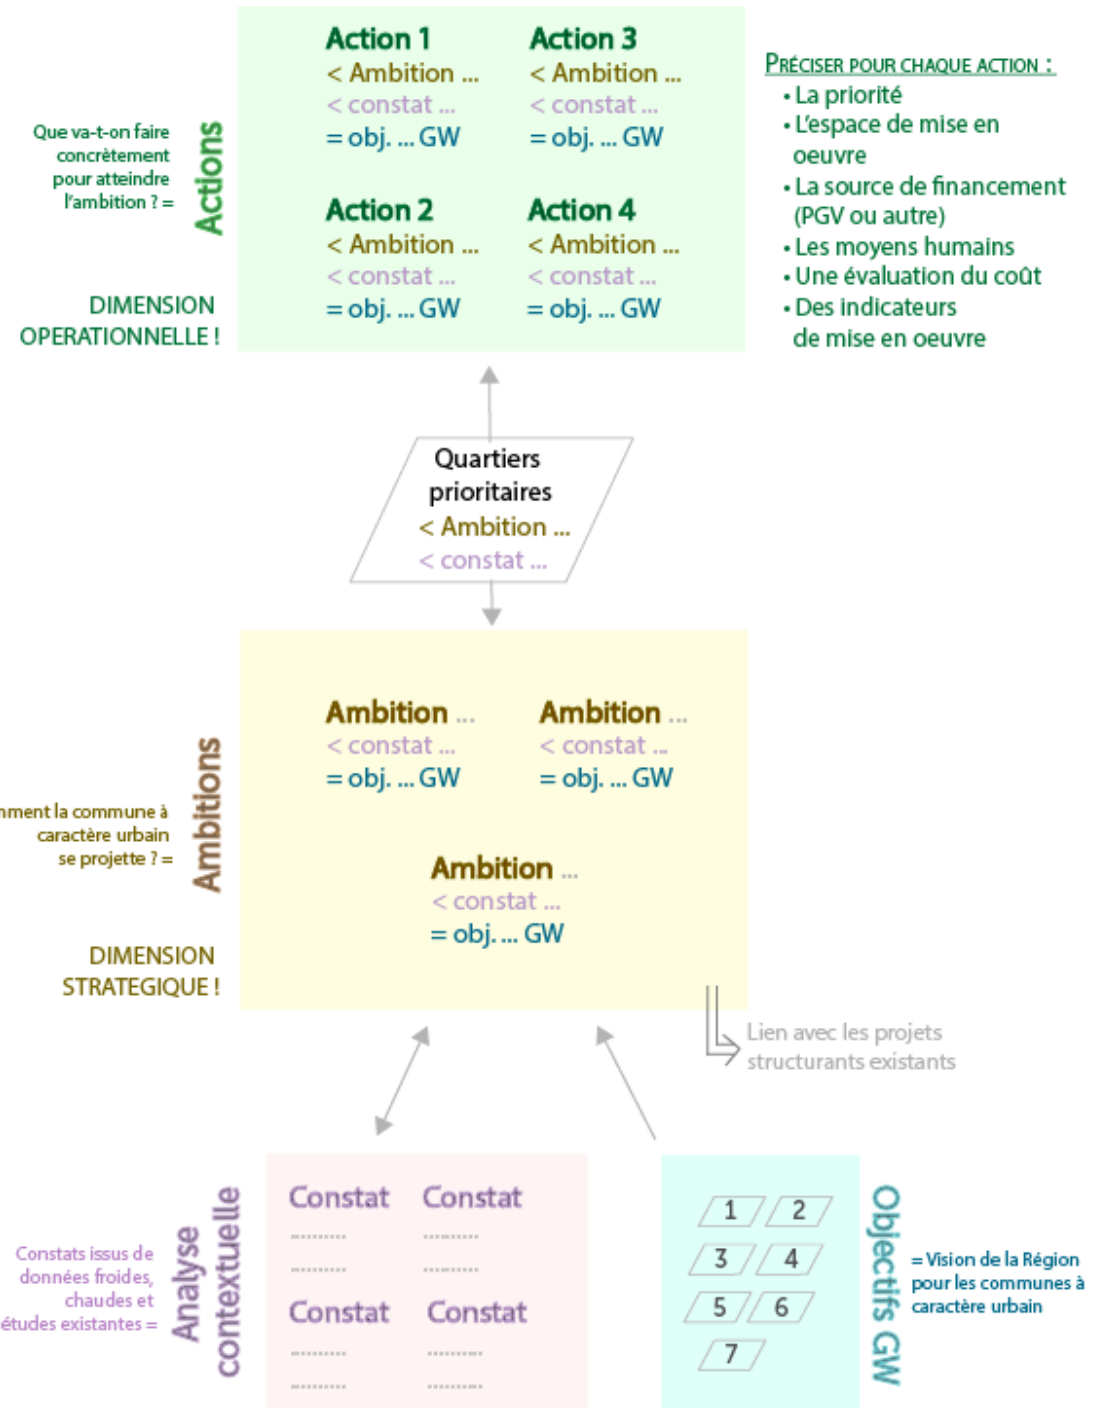 Action 1
< Ambition ...
< constat ...
= obj. ... GW
Action 3
< Ambition ...
< constat ...
= obj. ... GW
Action 2
< Ambition ...
< constat ...
= obj. ... GW
Action 4
< Ambition ...
< constat ...
= obj. ... GW
Que va-t-on faire
concrètement
pour atteindre
l'ambition ? =
Actions
DIMENSION
OPERATIONNELLE !
PRÉCISER POUR CHAQUE ACTION :
• La priorité
• L'espace de mise en
oeuvre
• La source de financement
(PGV ou autre)
• Les moyens humains
• Une évaluation du coût
• Des indicateurs
de mise en oeuvre
Quartiers
prioritaires
< Ambition ...
< constat ...
Ambition ...
< constat ...
= obj. ... GW
Ambition ...
< constat ...
= obj. ... GW
Ambition ...
< constat ...
= obj. ... GW
la commune à
caractère urbain
se projette ? =
Ambitions
DIMENSION
STRATEGIQUE !
Lien avec les projets
structurants existants
Constats issus de
données froides,
chaudes et
études existantes =
Analyse
contextuelle
Constat
...........
...........
Constat
...........
...........
Constat
...........
...........
Constat
...........
...........
1
2
3
4
5
6
7
Objectifs GW
= Vision de la Région
pour les communes à
caractère urbain